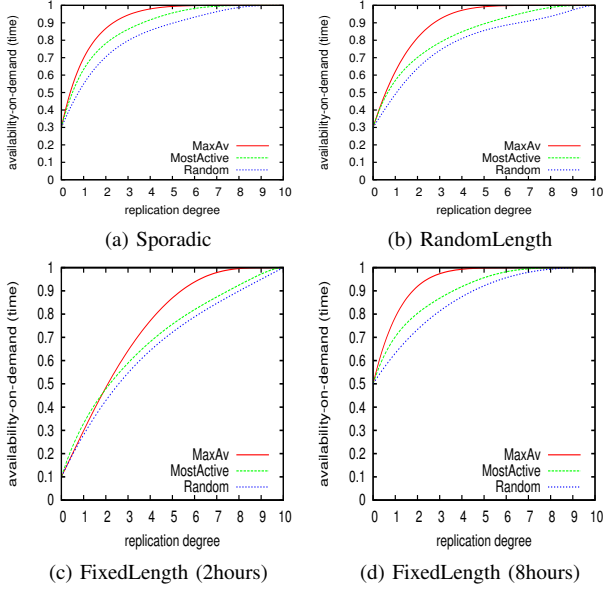 availability-on-demand (time)
1
0.9
0.8
0.7
0.6
0.5
0.4
0.3
0.2
0.1
0
MaxAv
MostActive
Random
0 1 2 3 4 5 6 7 8 9 10
replication degree
(a) Sporadic
availability-on-demand (time)
1
0.9
0.8
0.7
0.6
0.5
0.4
0.3
0.2
0.1
0
MaxAv
MostActive
Random
0 1 2 3 4 5 6 7 8 9 10
replication degree
(b) RandomLength
availability-on-demand (time)
1
0.9
0.8
0.7
0.6
0.5
0.4
0.3
0.2
0.1
0
MaxAv
MostActive
Random
0 1 2 3 4 5 6 7 8 9 10
replication degree
(c) FixedLength (2hours)
availability-on-demand (time)
1
0.9
0.8
0.7
0.6
0.5
0.4
0.3
0.2
0.1
0
MaxAv
MostActive
Random
0 1 2 3 4 5 6 7 8 9 10
replication degree
(d) FixedLength (8hours)